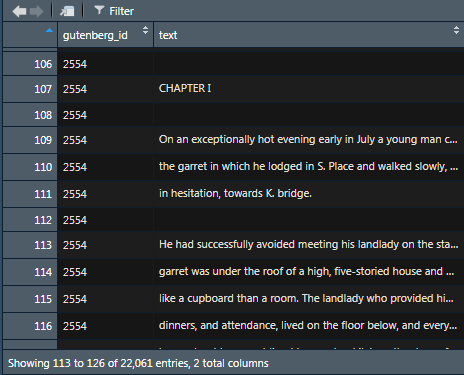 Filter
gutenberg_id text
106 2554
107 2554 CHAPTER I
108 2554
109 2554 On an exceptionally hot evening early in July a young man c...
110 2554 the garret in which he lodged in S. Place and walked slowly, ...
111 2554 in hesitation, towards K. bridge.
112 2554
113 2554 He had successfully avoided meeting his landlady on the sta...
114 2554 garret was under the roof of a high, five-storied house and ...
115 2554 like a cupboard than a room. The landlady who provided hi...
116 2554 dinners, and attendance, lived on the floor below, and every...
Showing 113 to 126 of 22,061 entries, 2 total columns